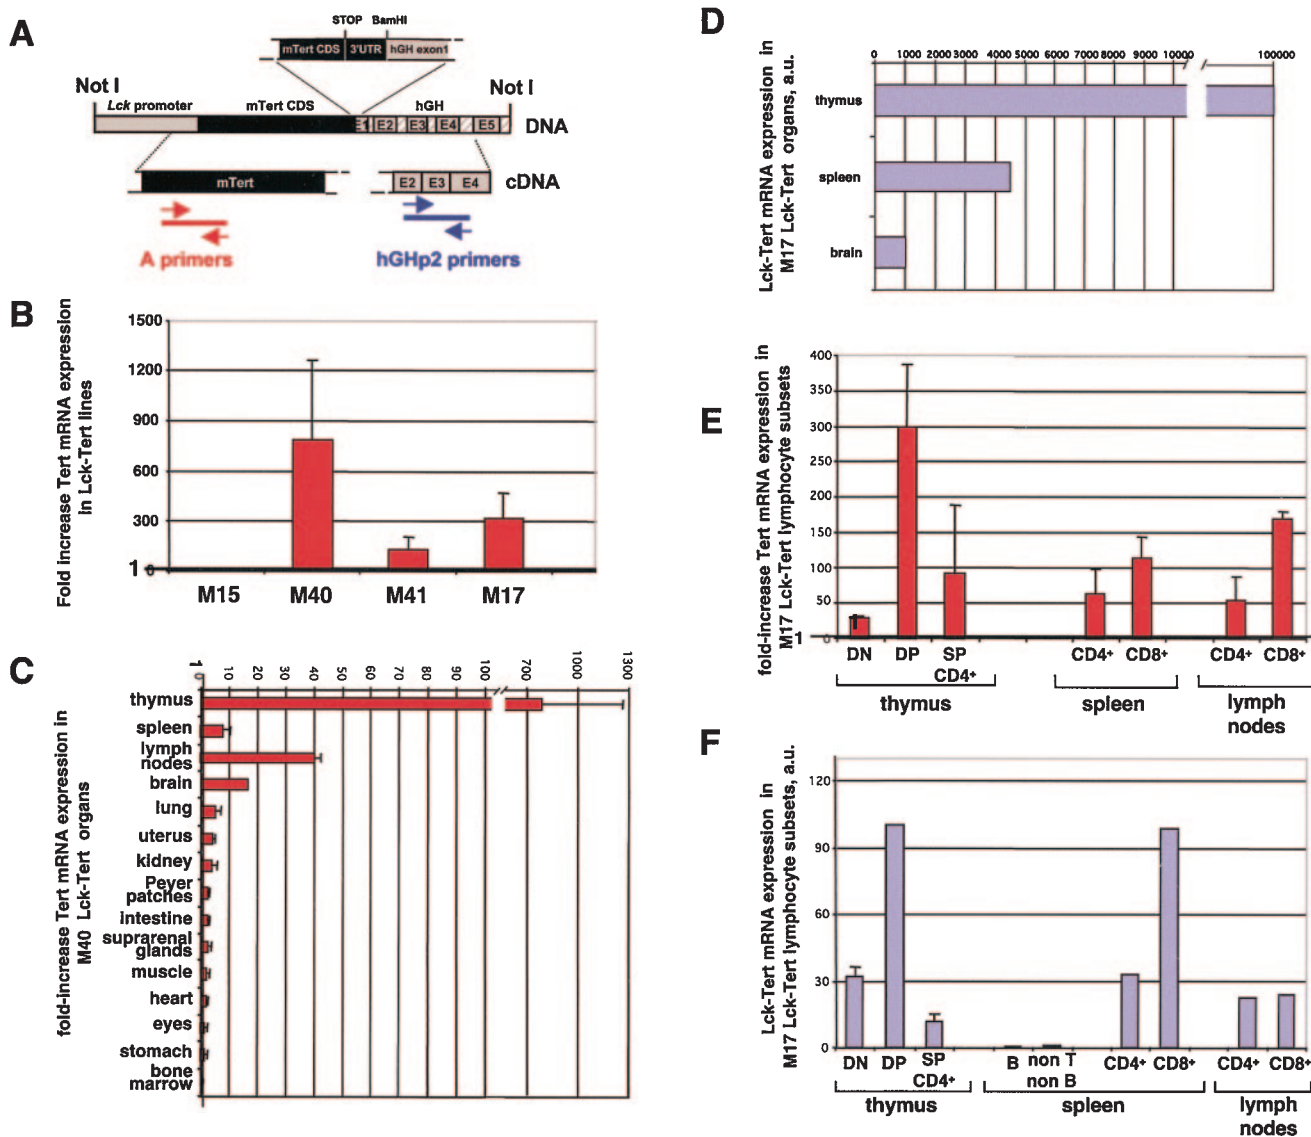 A
STOP BamHI
mTert CDS 3'UTR hGH exon1
Not I Not I
Lck promoter mTert CDS hGH
E1 E2 E3 E4 E5 DNA
mTert E2 E3 E4 cDNA
A primers hGHp2 primers
B
Fold increase Tert mRNA expression
in Lck-Tert lines
1500
1200
900
600
300
1 0
M15 M40 M41 M17
C
fold-increase Tert mRNA expression in
M40 Lck-Tert organs
1 0 10 20 30 40 50 60 70 80 90 100 700 1000 1300
thymus
spleen
lymph
nodes
brain
lung
uterus
kidney
Peyer
patches
intestine
suprarenal
glands
muscle
heart
eyes
stomach
bone
marrow
D
Lck-Tert mRNA expression in
M17 Lck-Tert organs, a.u.
0 1000 2000 3000 4000 5000 6000 7000 8000 9000 10000 100000
thymus
spleen
brain
E
fold-increase Tert mRNA expression in
M17 Lck-Tert lymphocyte subsets
400
350
300
250
200
150
100
50
1 0
DN DP SP CD4+ CD8+ CD4+ CD8+
CD4+
thymus spleen lymph
nodes
F
Lck-Tert mRNA expression in
M17 Lck-Tert lymphocyte subsets, a.u.
120
90
60
30
0
DN DP SP B non T CD4+ CD8+ CD4+ CD8+
CD4+ non B
thymus spleen lymph
nodes